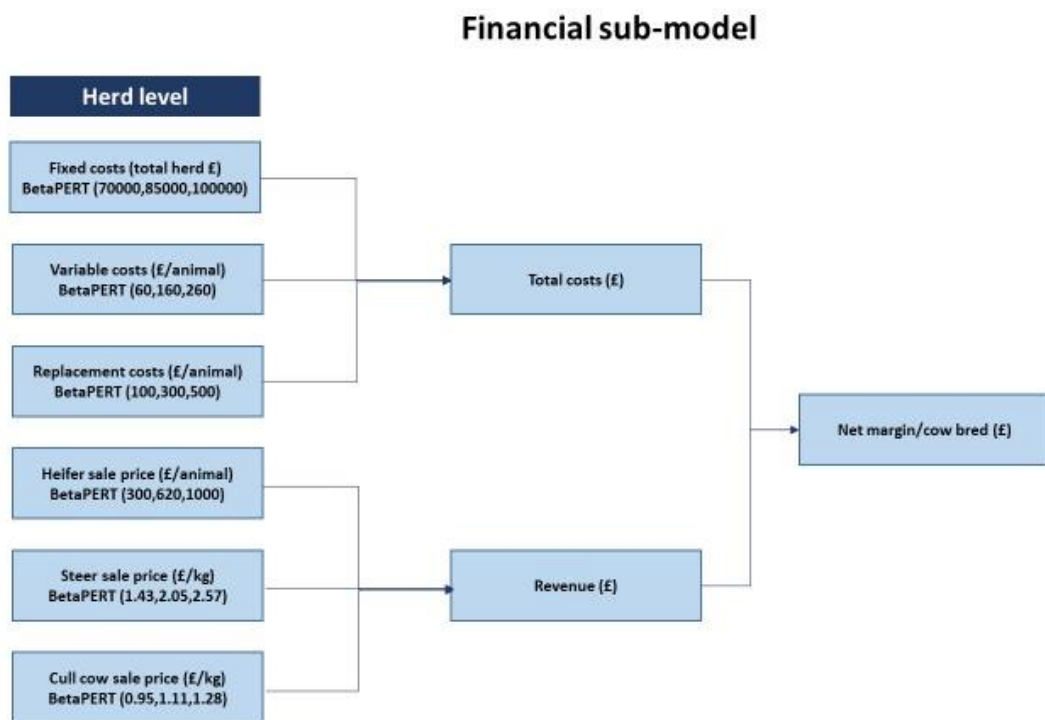 Financial sub-model
Herd level
Fixed costs (total herd £)
BetaPERT (70000,85000,100000)
Variable costs (£/animal)
BetaPERT (60,160,260)
Total costs (£)
Replacement costs (£/animal)
BetaPERT (100,300,500)
Net margin/cow bred (£)
Heifer sale price (£/animal)
BetaPERT (300,620,1000)
Steer sale price (£/kg)
BetaPERT (1.43,2.05,2.57)
Revenue (£)
Cull cow sale price (£/kg)
BetaPERT (0.95,1.11,1.28)